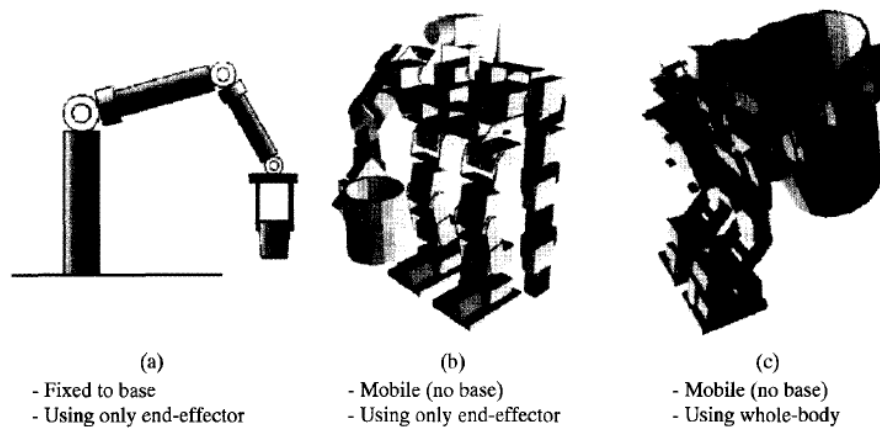 (a)
- Fixed to base
- Using only end-effector
(b)
- Mobile (no base)
- Using only end-effector
(c)
- Mobile (no base)
- Using whole-body